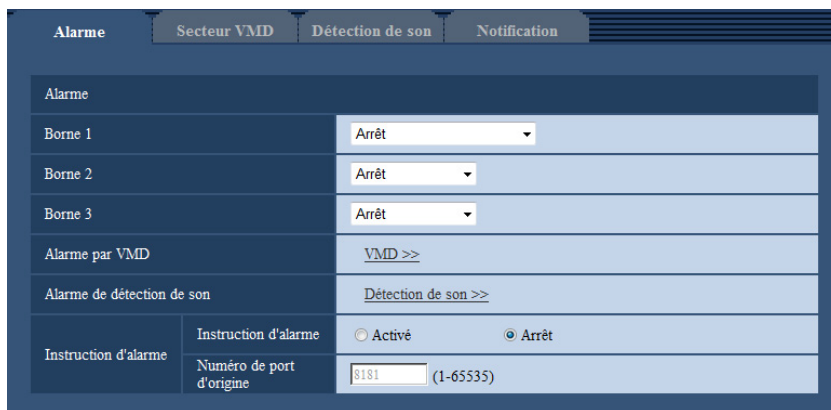 Alarme Secteur VMD Détection de son Notification
Alarme
Borne 1 Arrêt
Borne 2 Arrêt
Borne 3 Arrêt
Alarme par VMD VMD >>
Alarme de détection de son Détection de son >>
Instruction d'alarme Instruction d'alarme Activé Arrêt
Numéro de port
d'origine 8181 (1-65535)